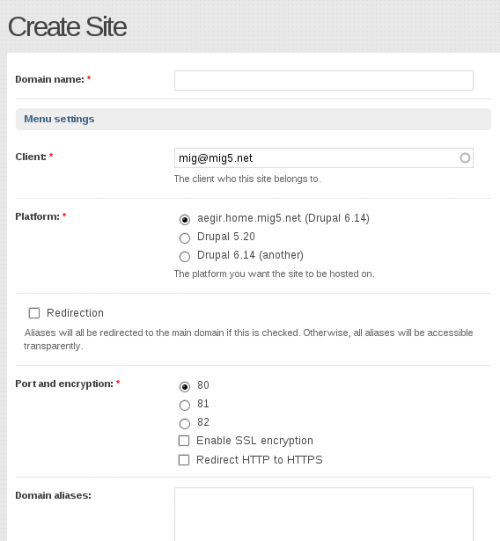 Create Site
Domain name: *
Menu settings
Client: *
mig@mig5.net
The client who this site belongs to.
Platform: *
aegir.home.mig5.net (Drupal 6.14)
Drupal 5.20
Drupal 6.14 (another)
The platform you want the site to be hosted on.
Redirection
Aliases will all be redirected to the main domain if this is checked. Otherwise, all aliases will be accessible
transparently.
Port and encryption: *
80
81
82
Enable SSL encryption
Redirect HTTP to HTTPS
Domain aliases: